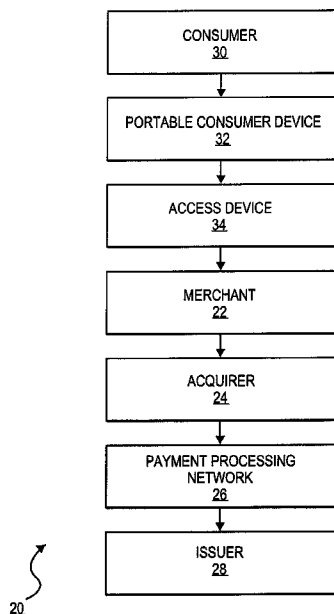 CONSUMER
30
PORTABLE CONSUMER DEVICE
32
ACCESS DEVICE
34
MERCHANT
22
ACQUIRER
24
PAYMENT PROCESSING
NETWORK
26
ISSUER
28
20